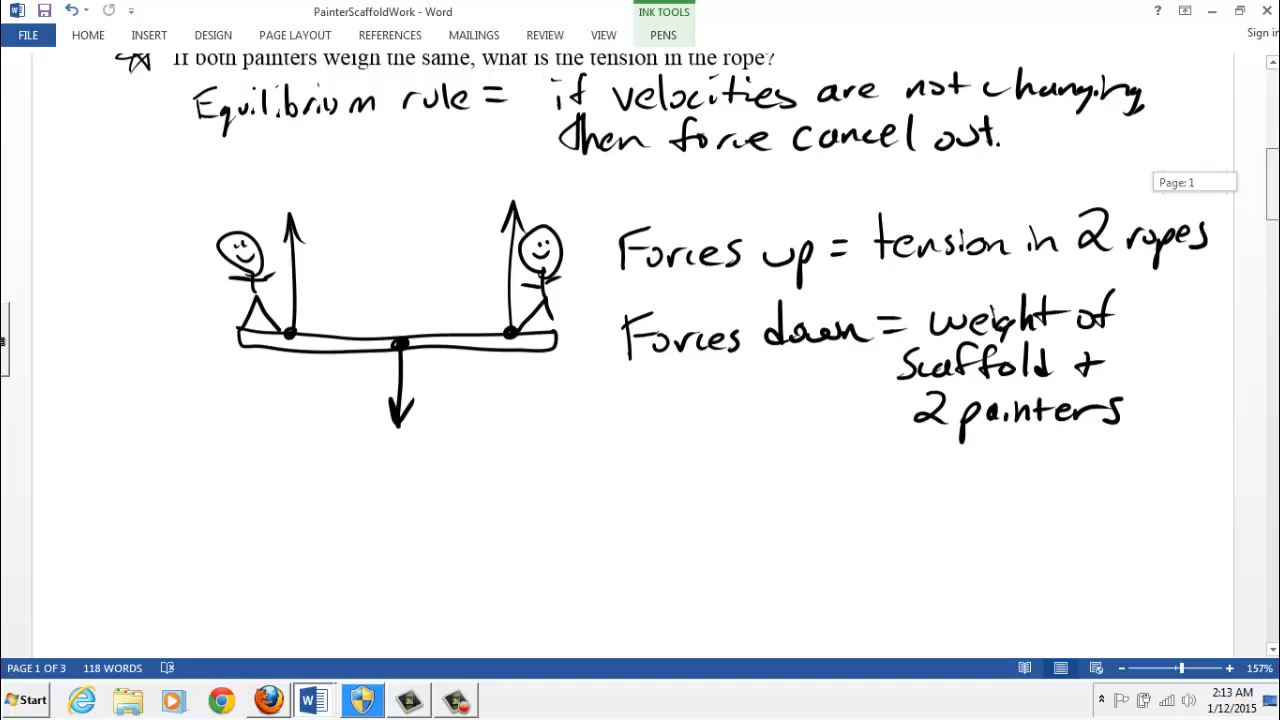 PainterScaffoldWork - Word
INK TOOLS
?
FILE HOME INSERT DESIGN PAGE LAYOUT REFERENCES MAILINGS REVIEW VIEW PENS
Sign in
If both painters weigh the same, what is the tension in the rope?
Equilibrium rule = if velocities are not changing
then force cancel out.
Page: 1
Forces up = tension in 2 ropes
Forces down = weight of
scaffold +
2 painters
PAGE 1 OF 3 118 WORDS
157%
Start
2:13 AM
1/12/2015